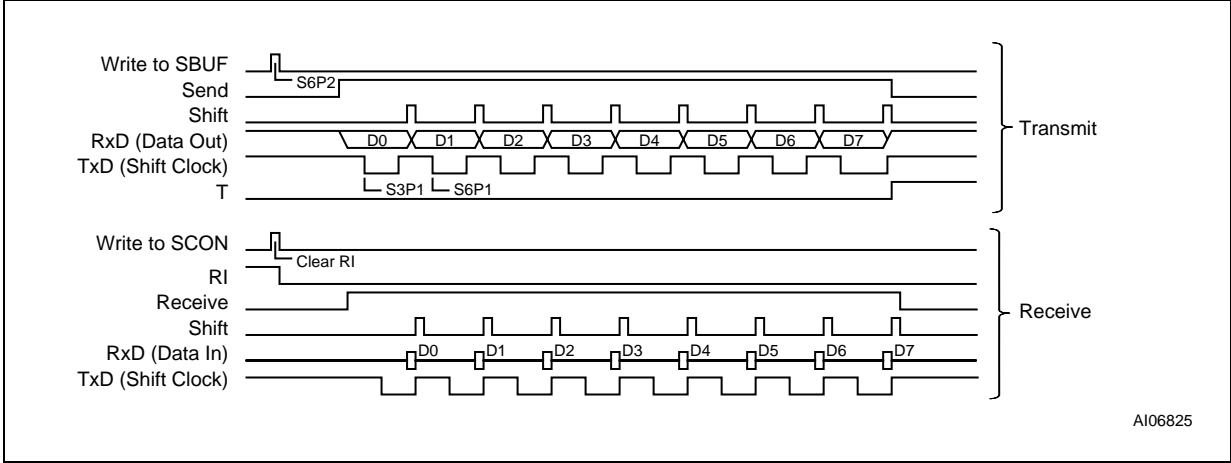 Write to SBUF
S6P2
Send
Shift
RxD (Data Out)
D0 D1 D2 D3 D4 D5 D6 D7
TxD (Shift Clock)
S3P1 S6P1
T
Transmit
Write to SCON
Clear RI
RI
Receive
Shift
RxD (Data In)
D0 D1 D2 D3 D4 D5 D6 D7
TxD (Shift Clock)
Receive
AI06825